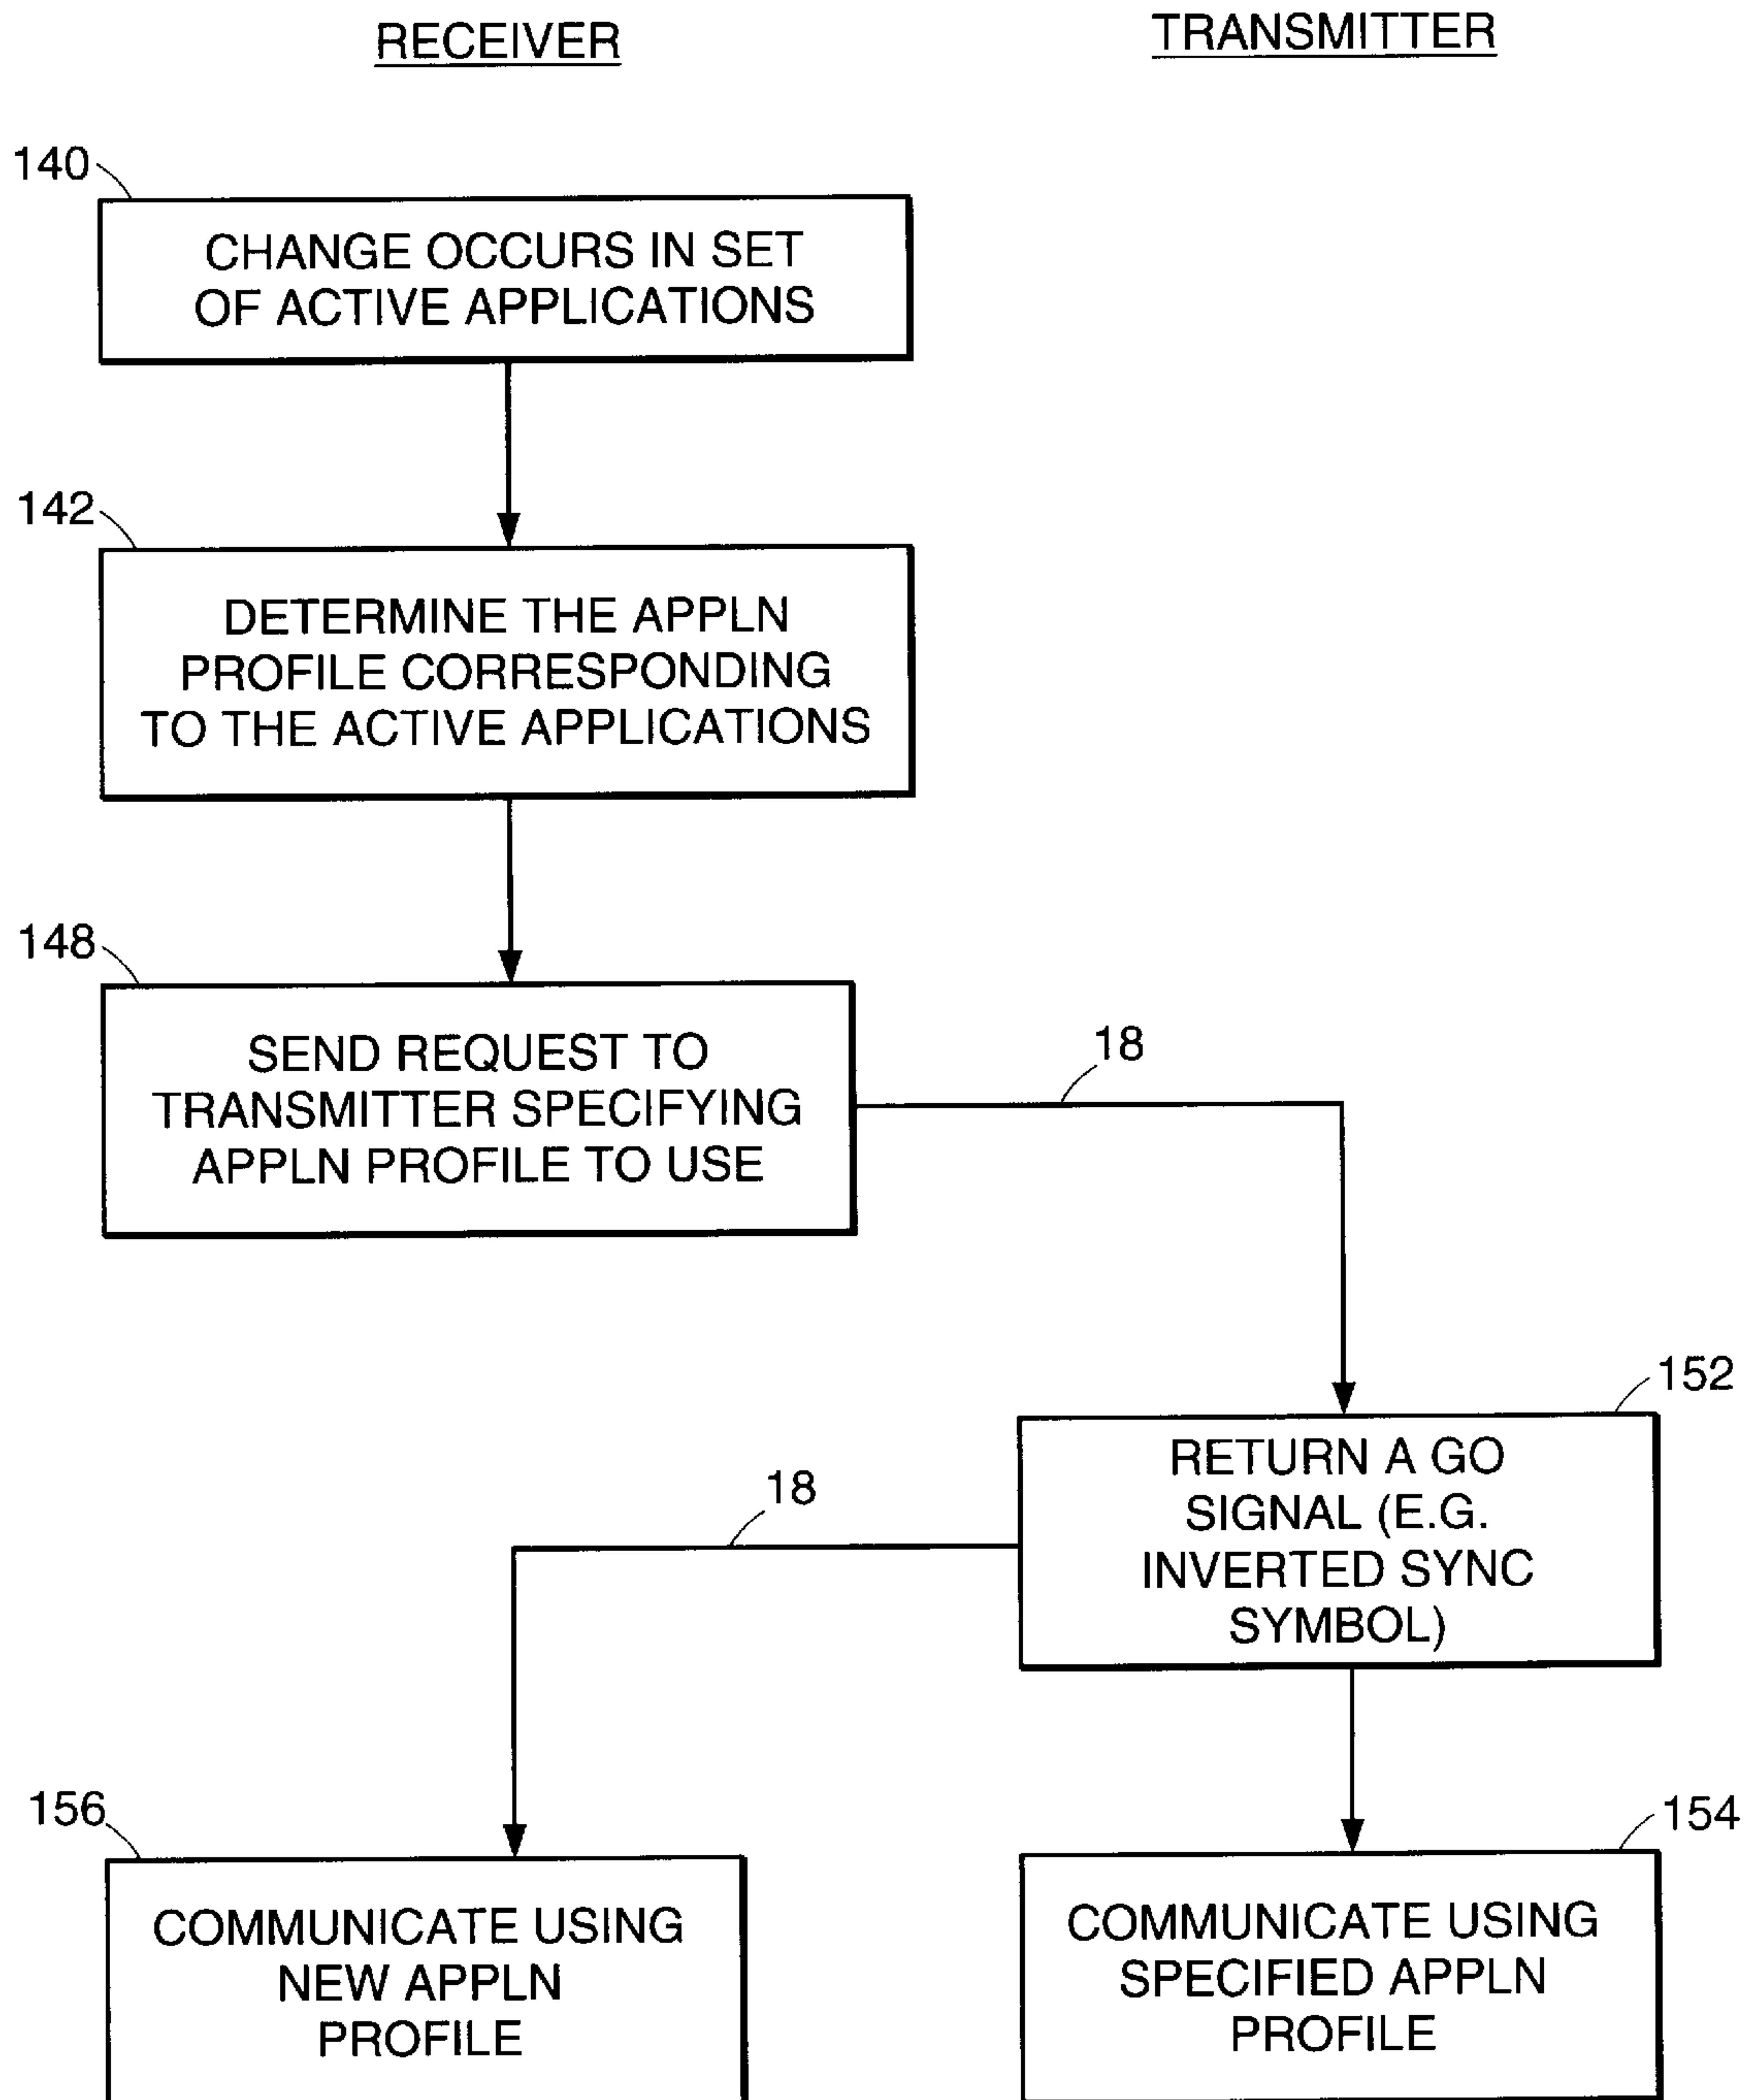 RECEIVER
TRANSMITTER
140
CHANGE OCCURS IN SET
OF ACTIVE APPLICATIONS
142
DETERMINE THE APPLN
PROFILE CORRESPONDING
TO THE ACTIVE APPLICATIONS
148
SEND REQUEST TO
TRANSMITTER SPECIFYING
APPLN PROFILE TO USE
18
152
RETURN A GO
SIGNAL (E.G.
INVERTED SYNC
SYMBOL)
18
156
COMMUNICATE USING
NEW APPLN
PROFILE
154
COMMUNICATE USING
SPECIFIED APPLN
PROFILE